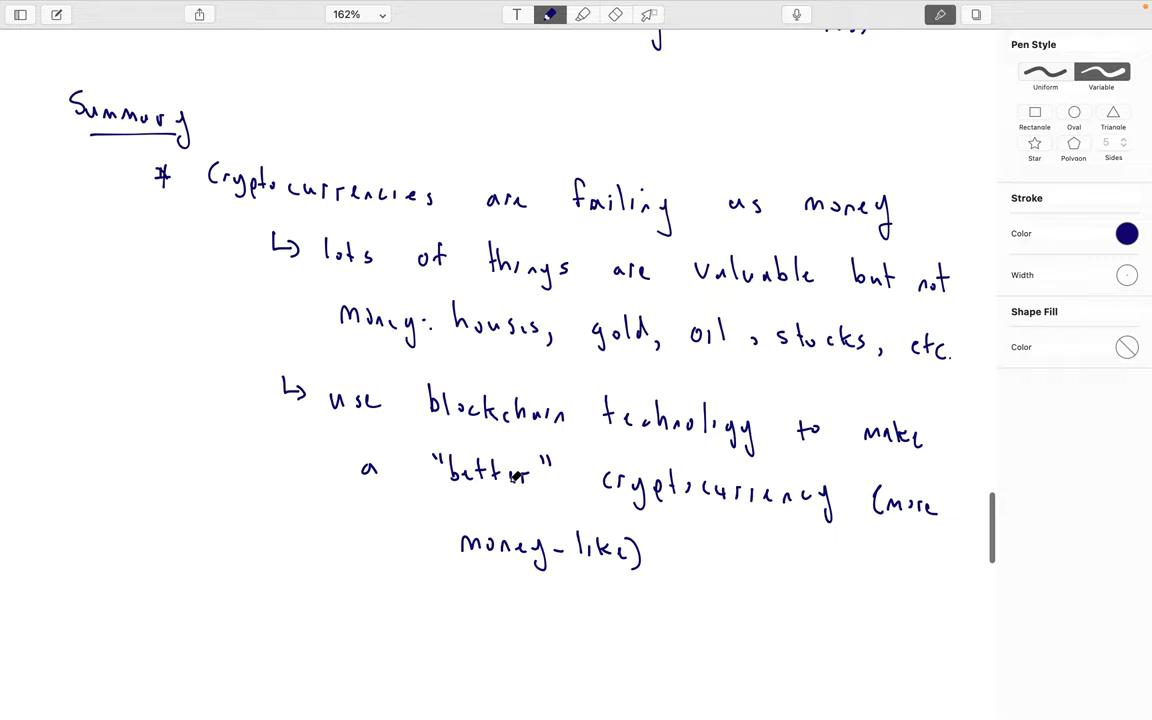 162%
T
Pen Style
Uniform
Variable
Rectangle
Oval
Triangle
5
Star
Polygon
Sides
Stroke
Color
Width
Shape Fill
Color
Summary
* Cryptocurrencies are failing as money
↳ lots of things are valuable but not
money: houses, gold, oil, stocks, etc.
↳ use blockchain technology to make
a "better" cryptocurrency (more
money-like)